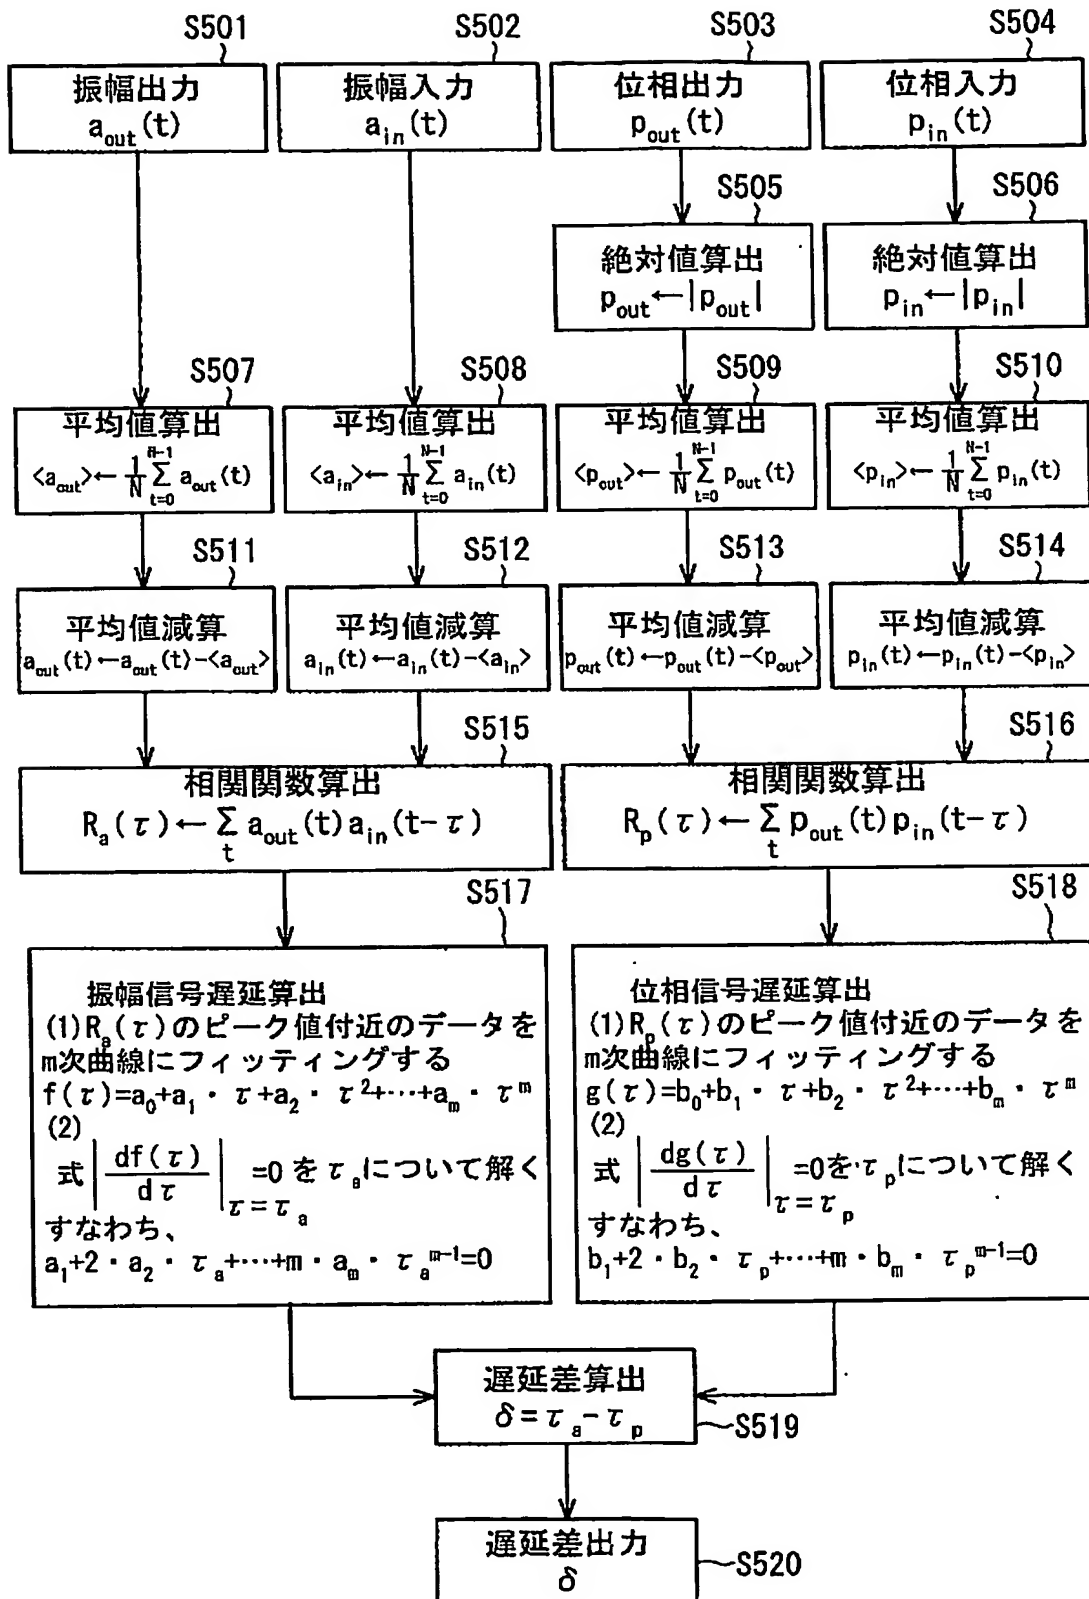 S501
振幅出力
a_out(t)
S502
振幅入力
a_in(t)
S503
位相出力
p_out(t)
S504
位相入力
p_in(t)
S505
絶対値算出
p_out←|p_out|
S506
絶対値算出
p_in←|p_in|
S507
平均値算出
<a_out>←1/N Σ_{t=0}^{N-1} a_out(t)
S508
平均値算出
<a_in>←1/N Σ_{t=0}^{N-1} a_in(t)
S509
平均値算出
<p_out>←1/N Σ_{t=0}^{N-1} p_out(t)
S510
平均値算出
<p_in>←1/N Σ_{t=0}^{N-1} p_in(t)
S511
平均値減算
a_out(t)←a_out(t)-<a_out>
S512
平均値減算
a_in(t)←a_in(t)-<a_in>
S513
平均値減算
p_out(t)←p_out(t)-<p_out>
S514
平均値減算
p_in(t)←p_in(t)-<p_in>
S515
相関関数算出
R_a(τ)←Σ_t a_out(t)a_in(t-τ)
S516
相関関数算出
R_p(τ)←Σ_t p_out(t)p_in(t-τ)
S517
振幅信号遅延算出
(1)R_a(τ)のピーク値付近のデータを
m次曲線にフィッティングする
f(τ)=a_0+a_1・τ+a_2・τ^2+…+a_m・τ^m
(2)
式|df(τ)/dτ|_{τ=τ_a}=0をτ_aについて解く
すなわち、
a_1+2・a_2・τ_a+…+m・a_m・τ_a^{m-1}=0
S518
位相信号遅延算出
(1)R_p(τ)のピーク値付近のデータを
m次曲線にフィッティングする
g(τ)=b_0+b_1・τ+b_2・τ^2+…+b_m・τ^m
(2)
式|dg(τ)/dτ|_{τ=τ_p}=0をτ_pについて解く
すなわち、
b_1+2・b_2・τ_p+…+m・b_m・τ_p^{m-1}=0
遅延差算出
δ=τ_a-τ_p
S519
遅延差出力
δ
S520